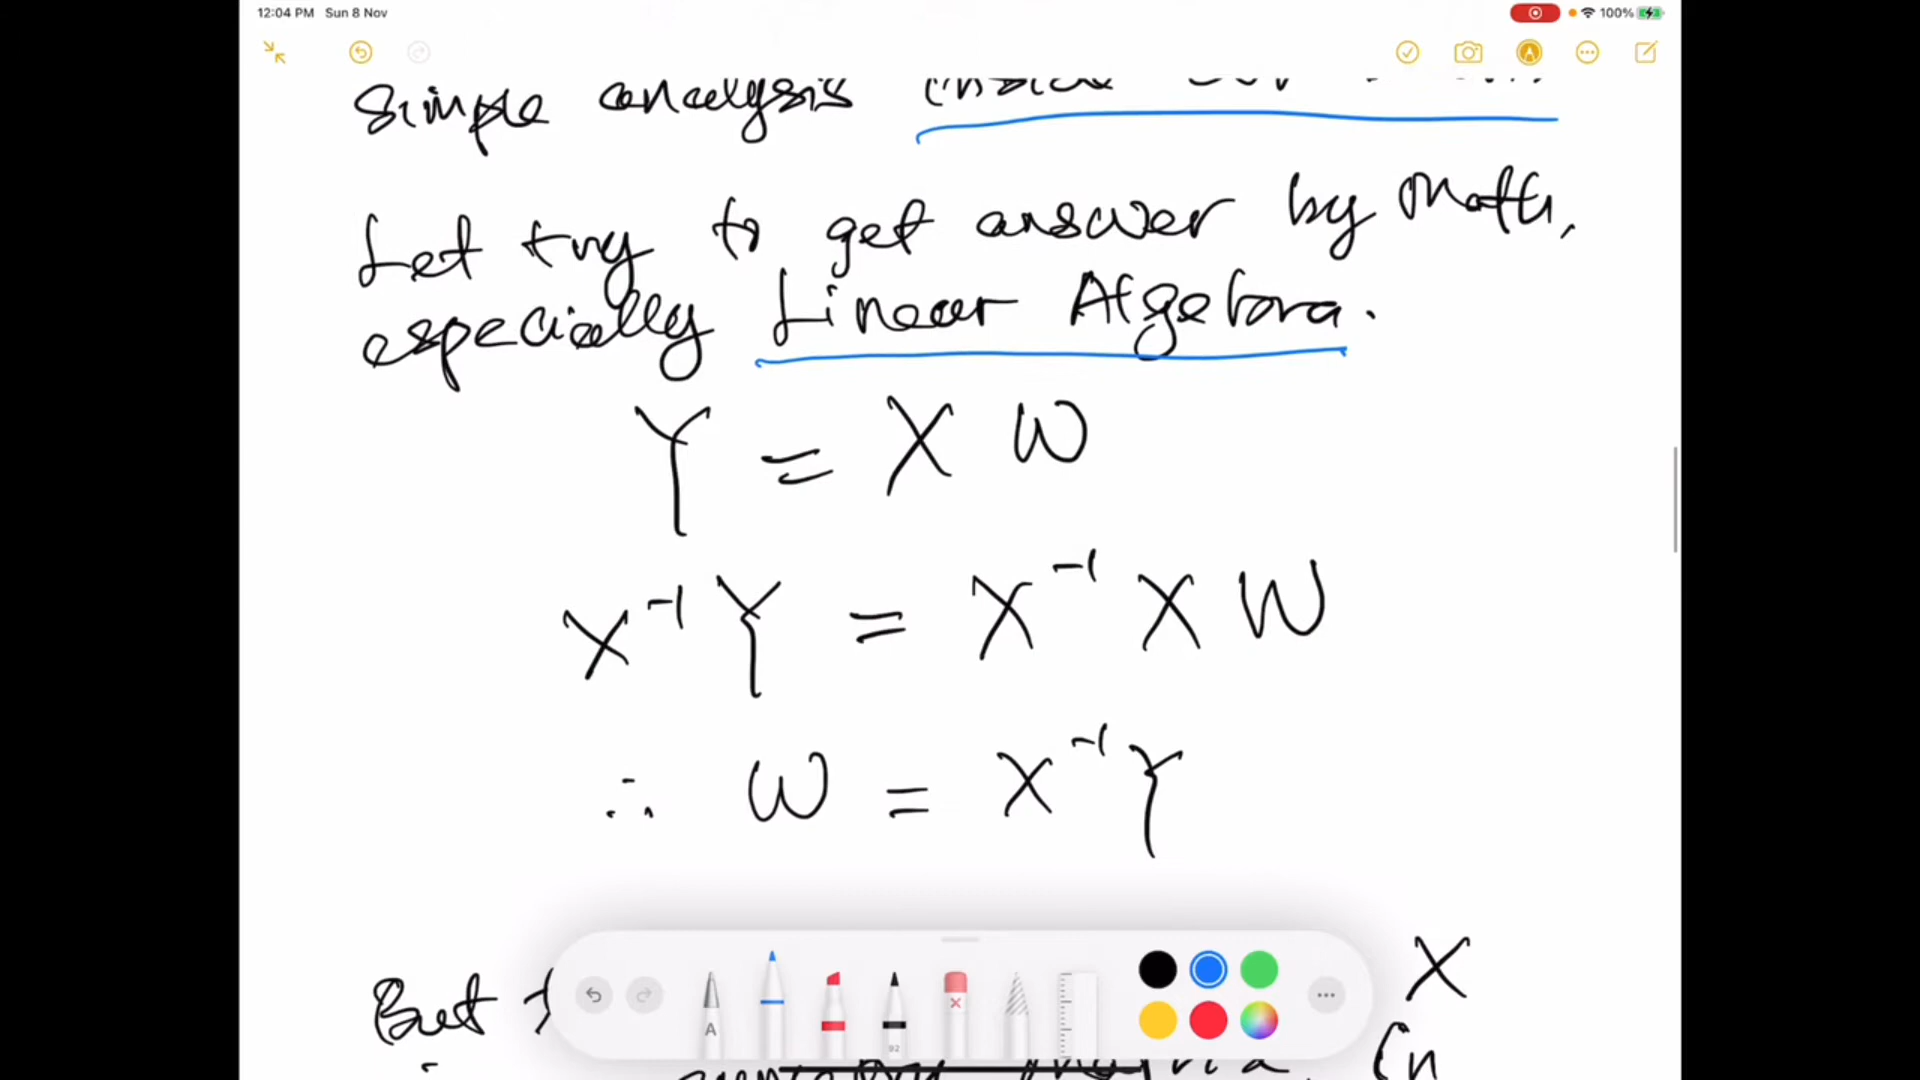 12:04 PM Sun 8 Nov 100%
Simple analysis
Let try to get answer by Math,
especially Linear Algebra.
Y = X W
X⁻¹ Y = X⁻¹ X W
∴ W = X⁻¹ Y
But X
(n